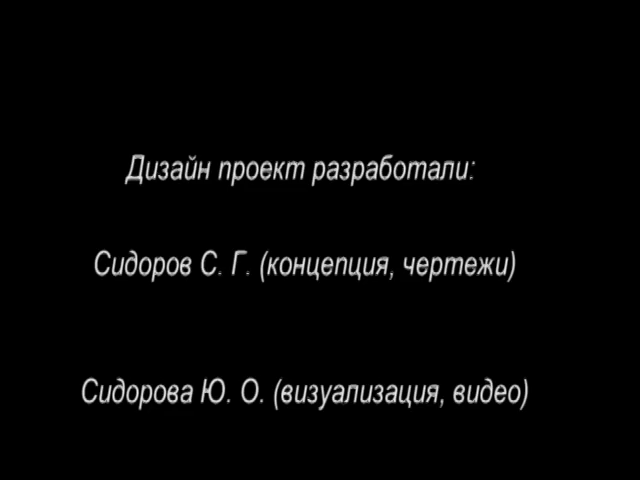 Дизайн проект разработали:
Сидоров С. Г. (концепция, чертежи)
Сидорова Ю. О. (визуализация, видео)